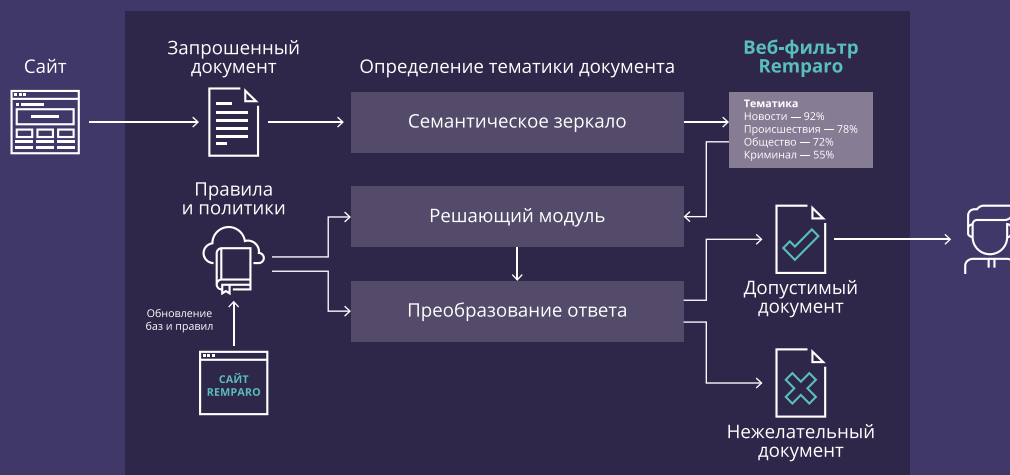 Сайт
Запрошенный
документ
Определение тематики документа
Веб-фильтр
Remparo
Семантическое зеркало
Тематика
Новости — 92%
Происшествия — 78%
Общество — 72%
Криминал — 55%
Правила
и политики
Решающий модуль
Преобразование ответа
Допустимый
документ
Обновление
баз и правил
САЙТ
REMPARO
Нежелательный
документ